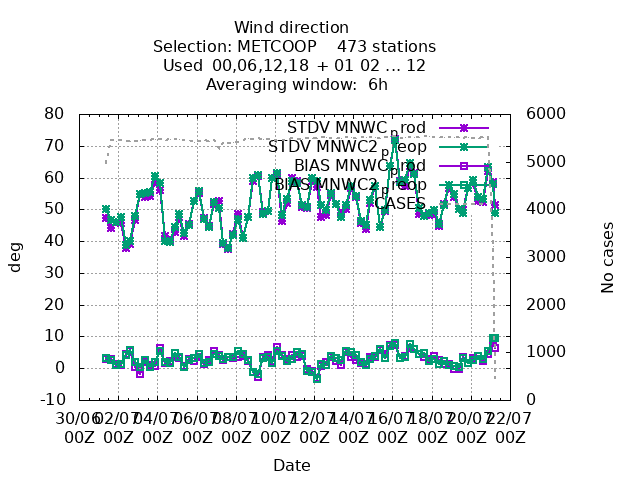 Wind direction
Selection: METCOOP 473 stations
Used 00,06,12,18 + 01 02 ... 12
Averaging window: 6h
80
70
60
50
40
30
20
10
0
-10
deg
6000
5000
4000
3000
2000
1000
0
No cases
STDV MNWC_prod
STDV MNWC2_preop
BIAS MNWC_prod
BIAS MNWC2_preop
CASES
30/06 02/07 04/07 06/07 08/07 10/07 12/07 14/07 16/07 18/07 20/07 22/07
00Z 00Z 00Z 00Z 00Z 00Z 00Z 00Z 00Z 00Z 00Z 00Z
Date